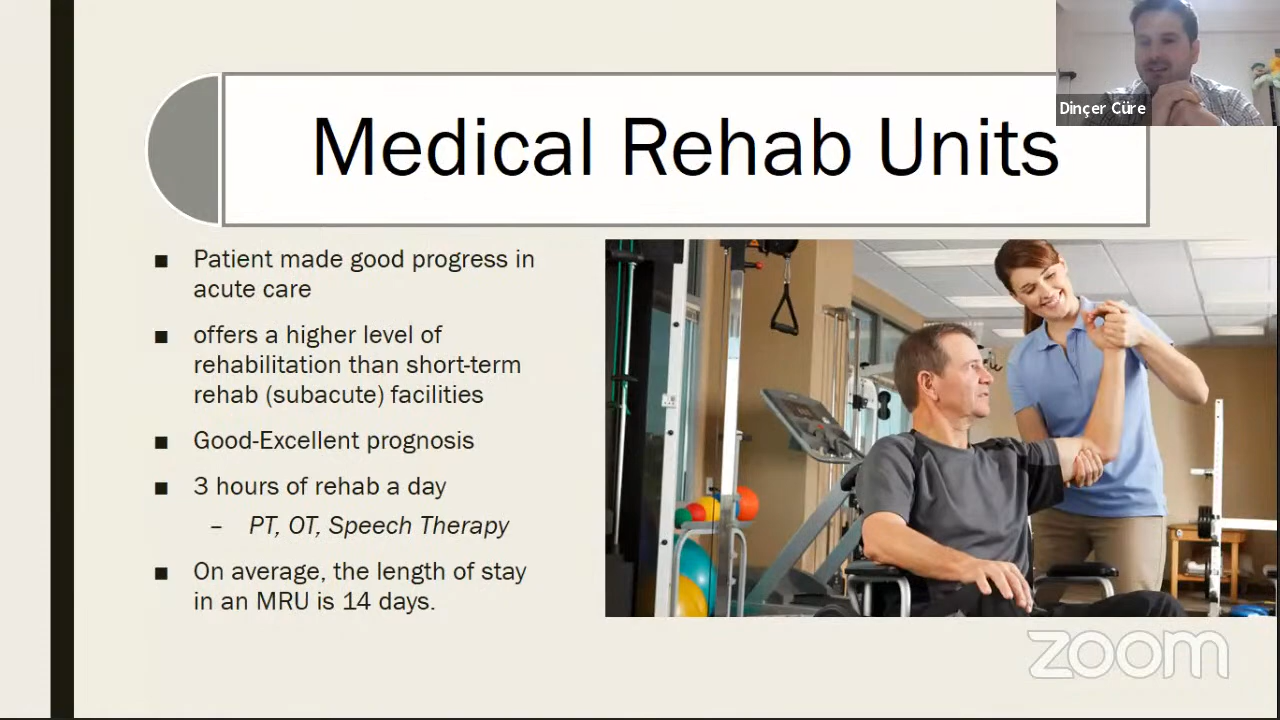 Dinçer Cüre
Medical Rehab Units
■ Patient made good progress in
acute care
■ offers a higher level of
rehabilitation than short-term
rehab (subacute) facilities
■ Good-Excellent prognosis
■ 3 hours of rehab a day
– PT, OT, Speech Therapy
■ On average, the length of stay
in an MRU is 14 days.
zoom